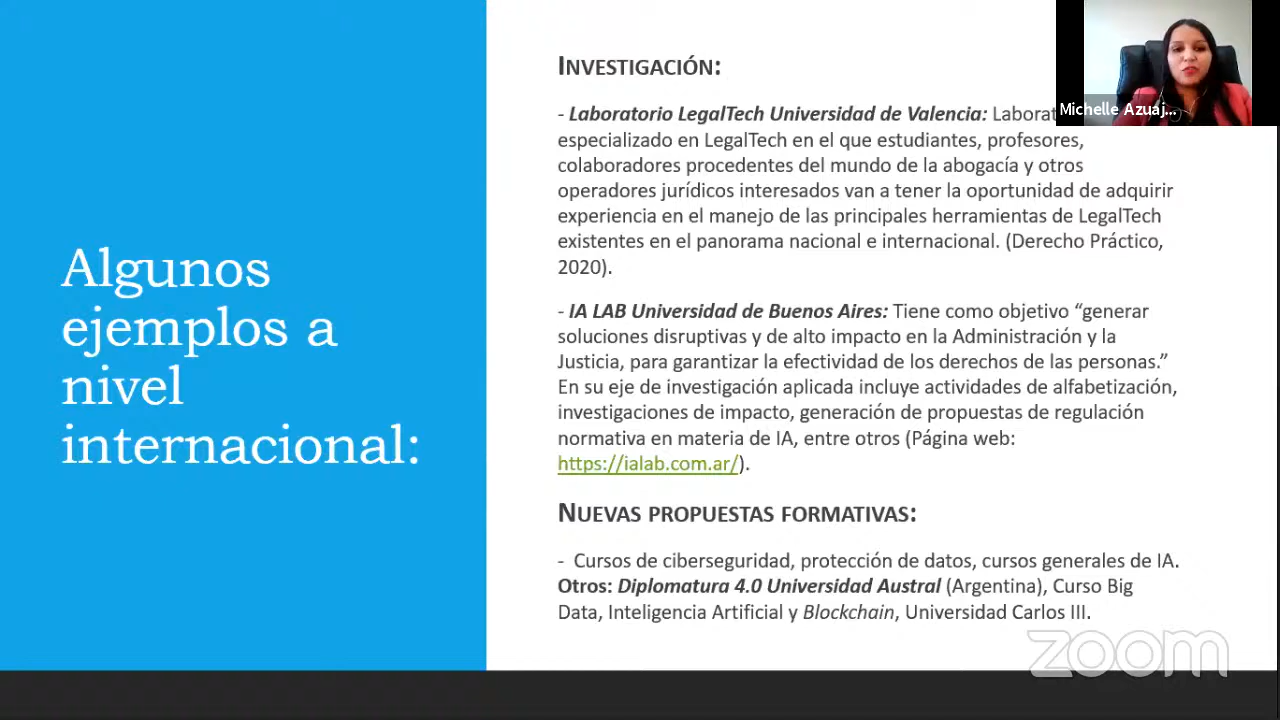 Algunos
ejemplos a
nivel
internacional:
INVESTIGACIÓN:
- Laboratorio LegalTech Universidad de Valencia: Laborat
especializado en LegalTech en el que estudiantes, profesores,
colaboradores procedentes del mundo de la abogacía y otros
operadores jurídicos interesados van a tener la oportunidad de adquirir
experiencia en el manejo de las principales herramientas de LegalTech
existentes en el panorama nacional e internacional. (Derecho Práctico,
2020).
- IA LAB Universidad de Buenos Aires: Tiene como objetivo “generar
soluciones disruptivas y de alto impacto en la Administración y la
Justicia, para garantizar la efectividad de los derechos de las personas.”
En su eje de investigación aplicada incluye actividades de alfabetización,
investigaciones de impacto, generación de propuestas de regulación
normativa en materia de IA, entre otros (Página web:
https://ialab.com.ar/).
NUEVAS PROPUESTAS FORMATIVAS:
- Cursos de ciberseguridad, protección de datos, cursos generales de IA.
Otros: Diplomatura 4.0 Universidad Austral (Argentina), Curso Big
Data, Inteligencia Artificial y Blockchain, Universidad Carlos III.
Michelle Azuaj...
zoom